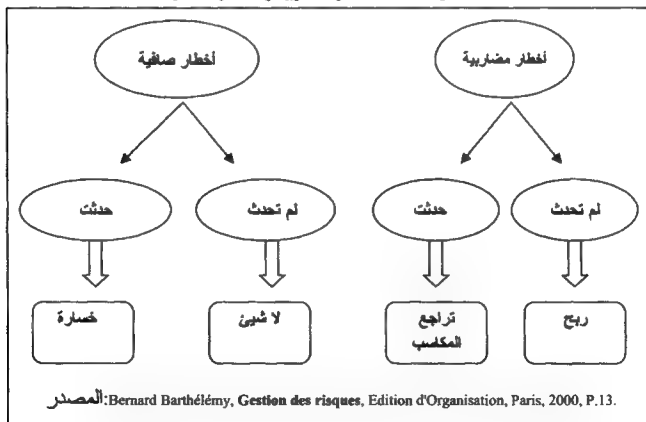 أخطار مضاربية
أخطار صافية
لم تحدث
حدثت
لم تحدث
حدثت
ربح
تراجع
المكاسب
لا شيئ
خسارة
المصدر:Bernard Barthélémy, Gestion des risques, Edition d'Organisation, Paris, 2000, P.13.